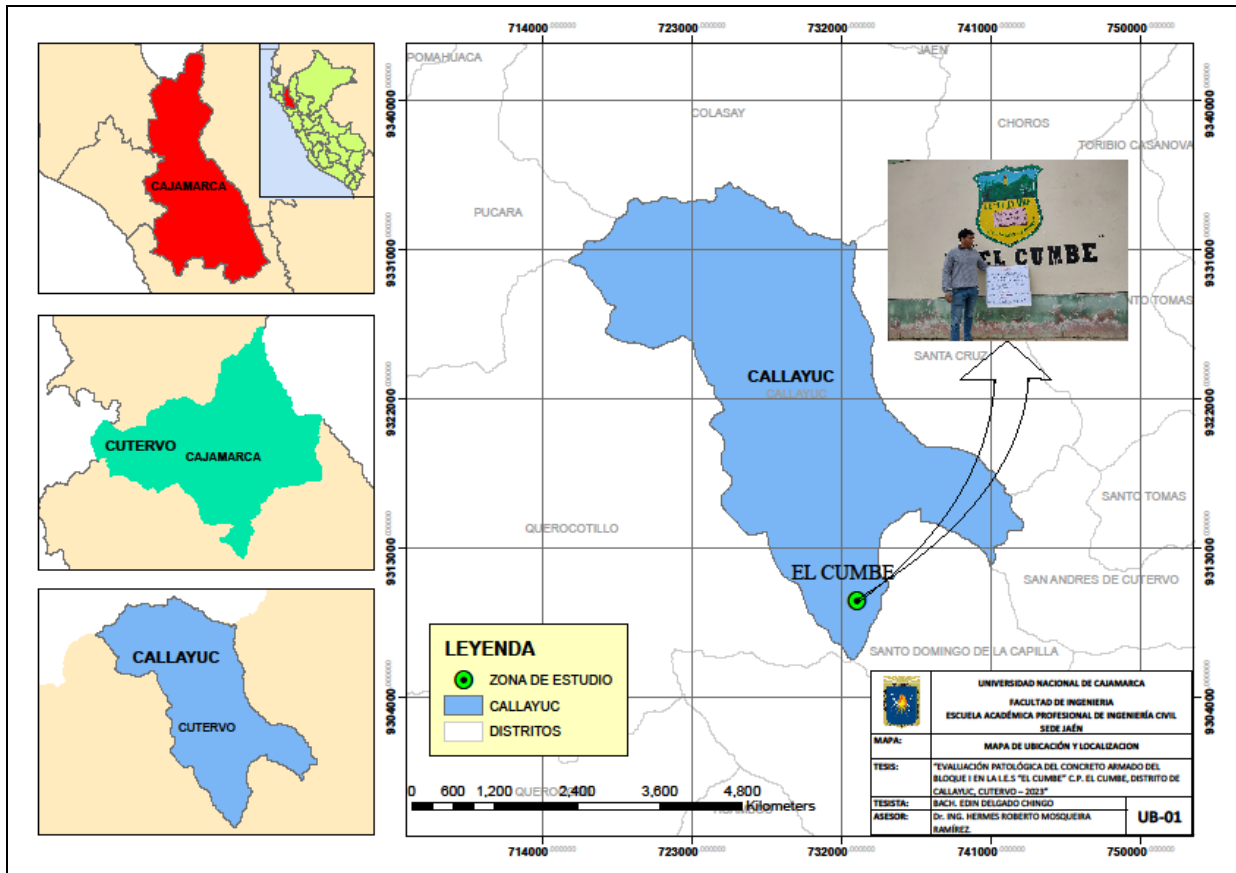 CAJAMARCA
CUTERVO
CAJAMARCA
CALLAYUC
CUTERVO
714000
723000
732000
741000
750000
POMAHUACA
JAEN
COLASAY
CHOROS
TORIBIO CASANOVA
PUCARA
EL CUMBE
NTO TOMAS
SANTA CRUZ
CALLAYUC
CALLAYUC
SANTO TOMAS
QUEROCOTILLO
EL CUMBE
SAN ANDRES DE CUTERVO
SANTO DOMINGO DE LA CAPILLA
9340000
9331000
9322000
9313000
9304000
9340000
9331000
9322000
9313000
9304000
LEYENDA
ZONA DE ESTUDIO
CALLAYUC
DISTRITOS
0 600 1,200 2,400 3,600 4,800
Kilometers
714000
723000
732000
741000
750000
UNIVERSIDAD NACIONAL DE CAJAMARCA
FACULTAD DE INGENIERIA
ESCUELA ACADÉMICA PROFESIONAL DE INGENIERÍA CIVIL
SEDE JAÉN
MAPA: MAPA DE UBICACIÓN Y LOCALIZACION
TESIS: "EVALUACIÓN PATOLÓGICA DEL CONCRETO ARMADO DEL
BLOQUE I EN LA I.E.S "EL CUMBE" C.P. EL CUMBE, DISTRITO DE
CALLAYUC, CUTERVO – 2023"
TESISTA: BACH. EDIN DELGADO CHINGO
ASESOR: Dr. ING. HERMES ROBERTO MOSQUEIRA
RAMÍREZ.
UB-01